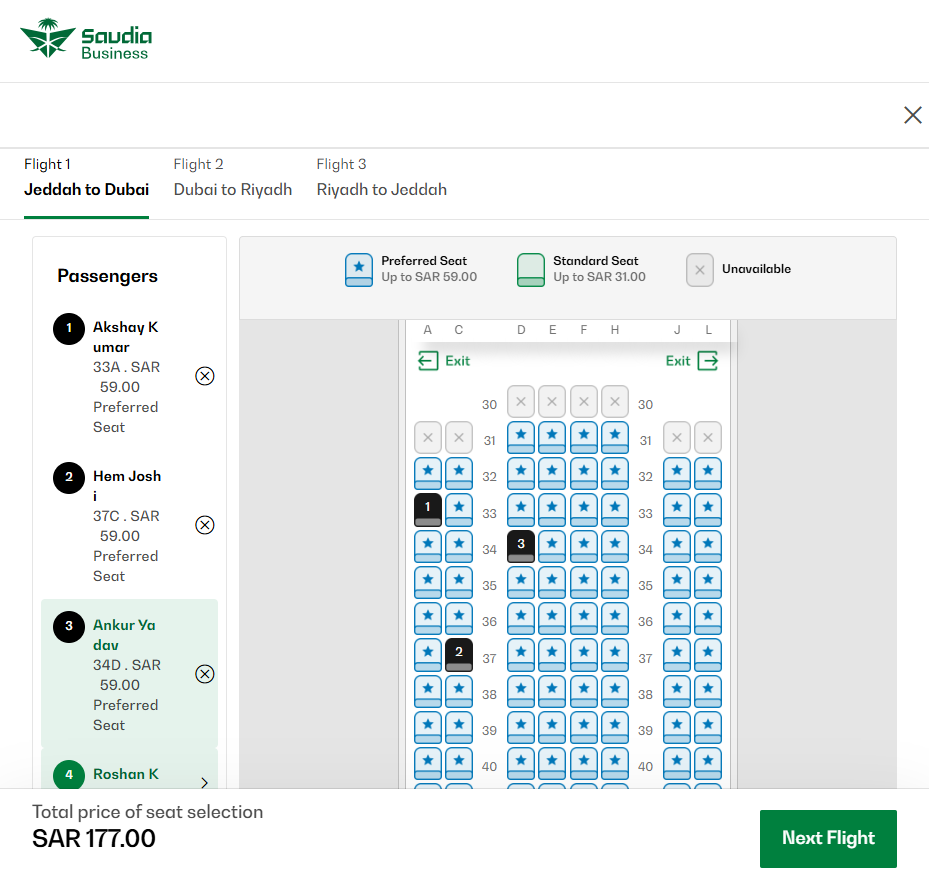 Saudia
Business
Flight 1
Jeddah to Dubai
Flight 2
Dubai to Riyadh
Flight 3
Riyadh to Jeddah
Passengers
1
Akshay K
umar
33A . SAR
59.00
Preferred
Seat
2
Hem Josh
i
37C . SAR
59.00
Preferred
Seat
3
Ankur Ya
dav
34D . SAR
59.00
Preferred
Seat
4
Roshan K
Preferred Seat
Up to SAR 59.00
Standard Seat
Up to SAR 31.00
Unavailable
A C D E F H J L
Exit Exit
30 30
31 31
32 32
1 33 33
34 3 34
35 35
36 36
2 37 37
38 38
39 39
40 40
Total price of seat selection
SAR 177.00
Next Flight